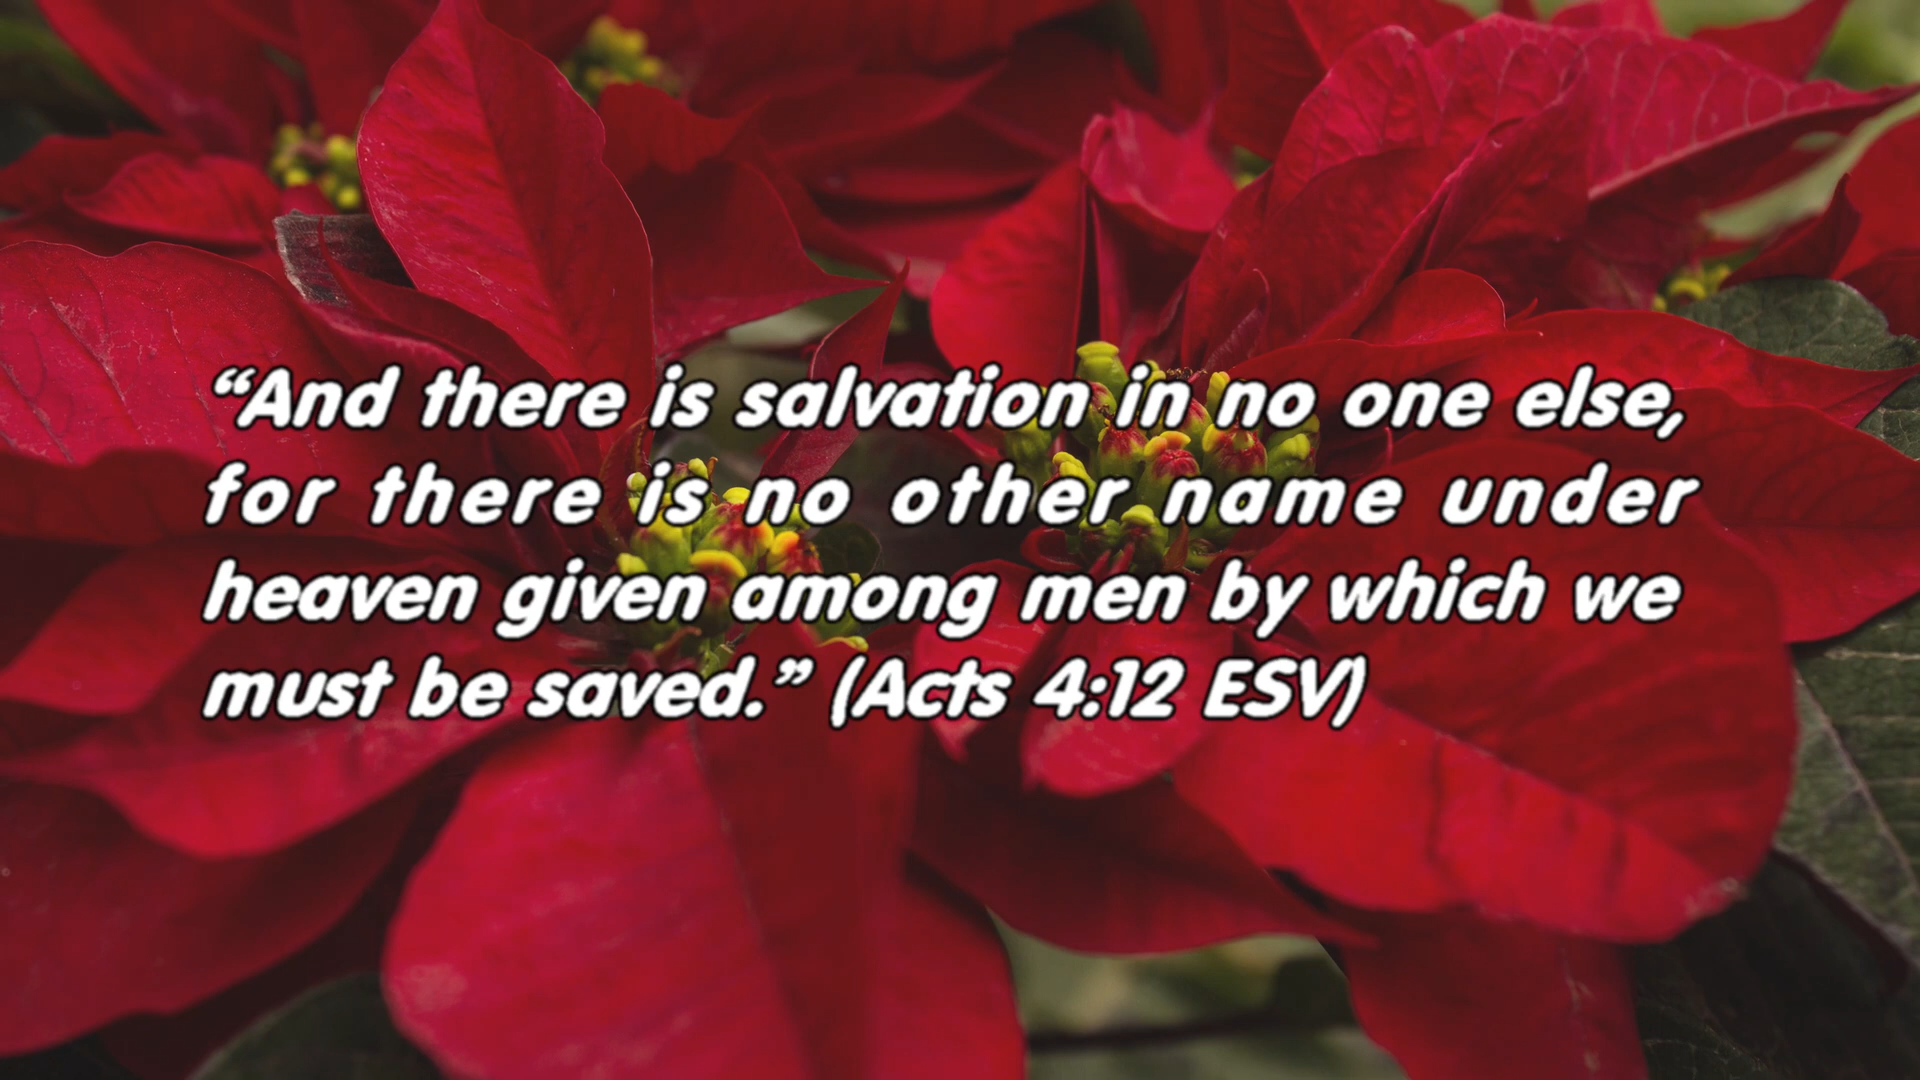 “And there is salvation in no one else,
for there is no other name under
heaven given among men by which we
must be saved.” (Acts 4:12 ESV)